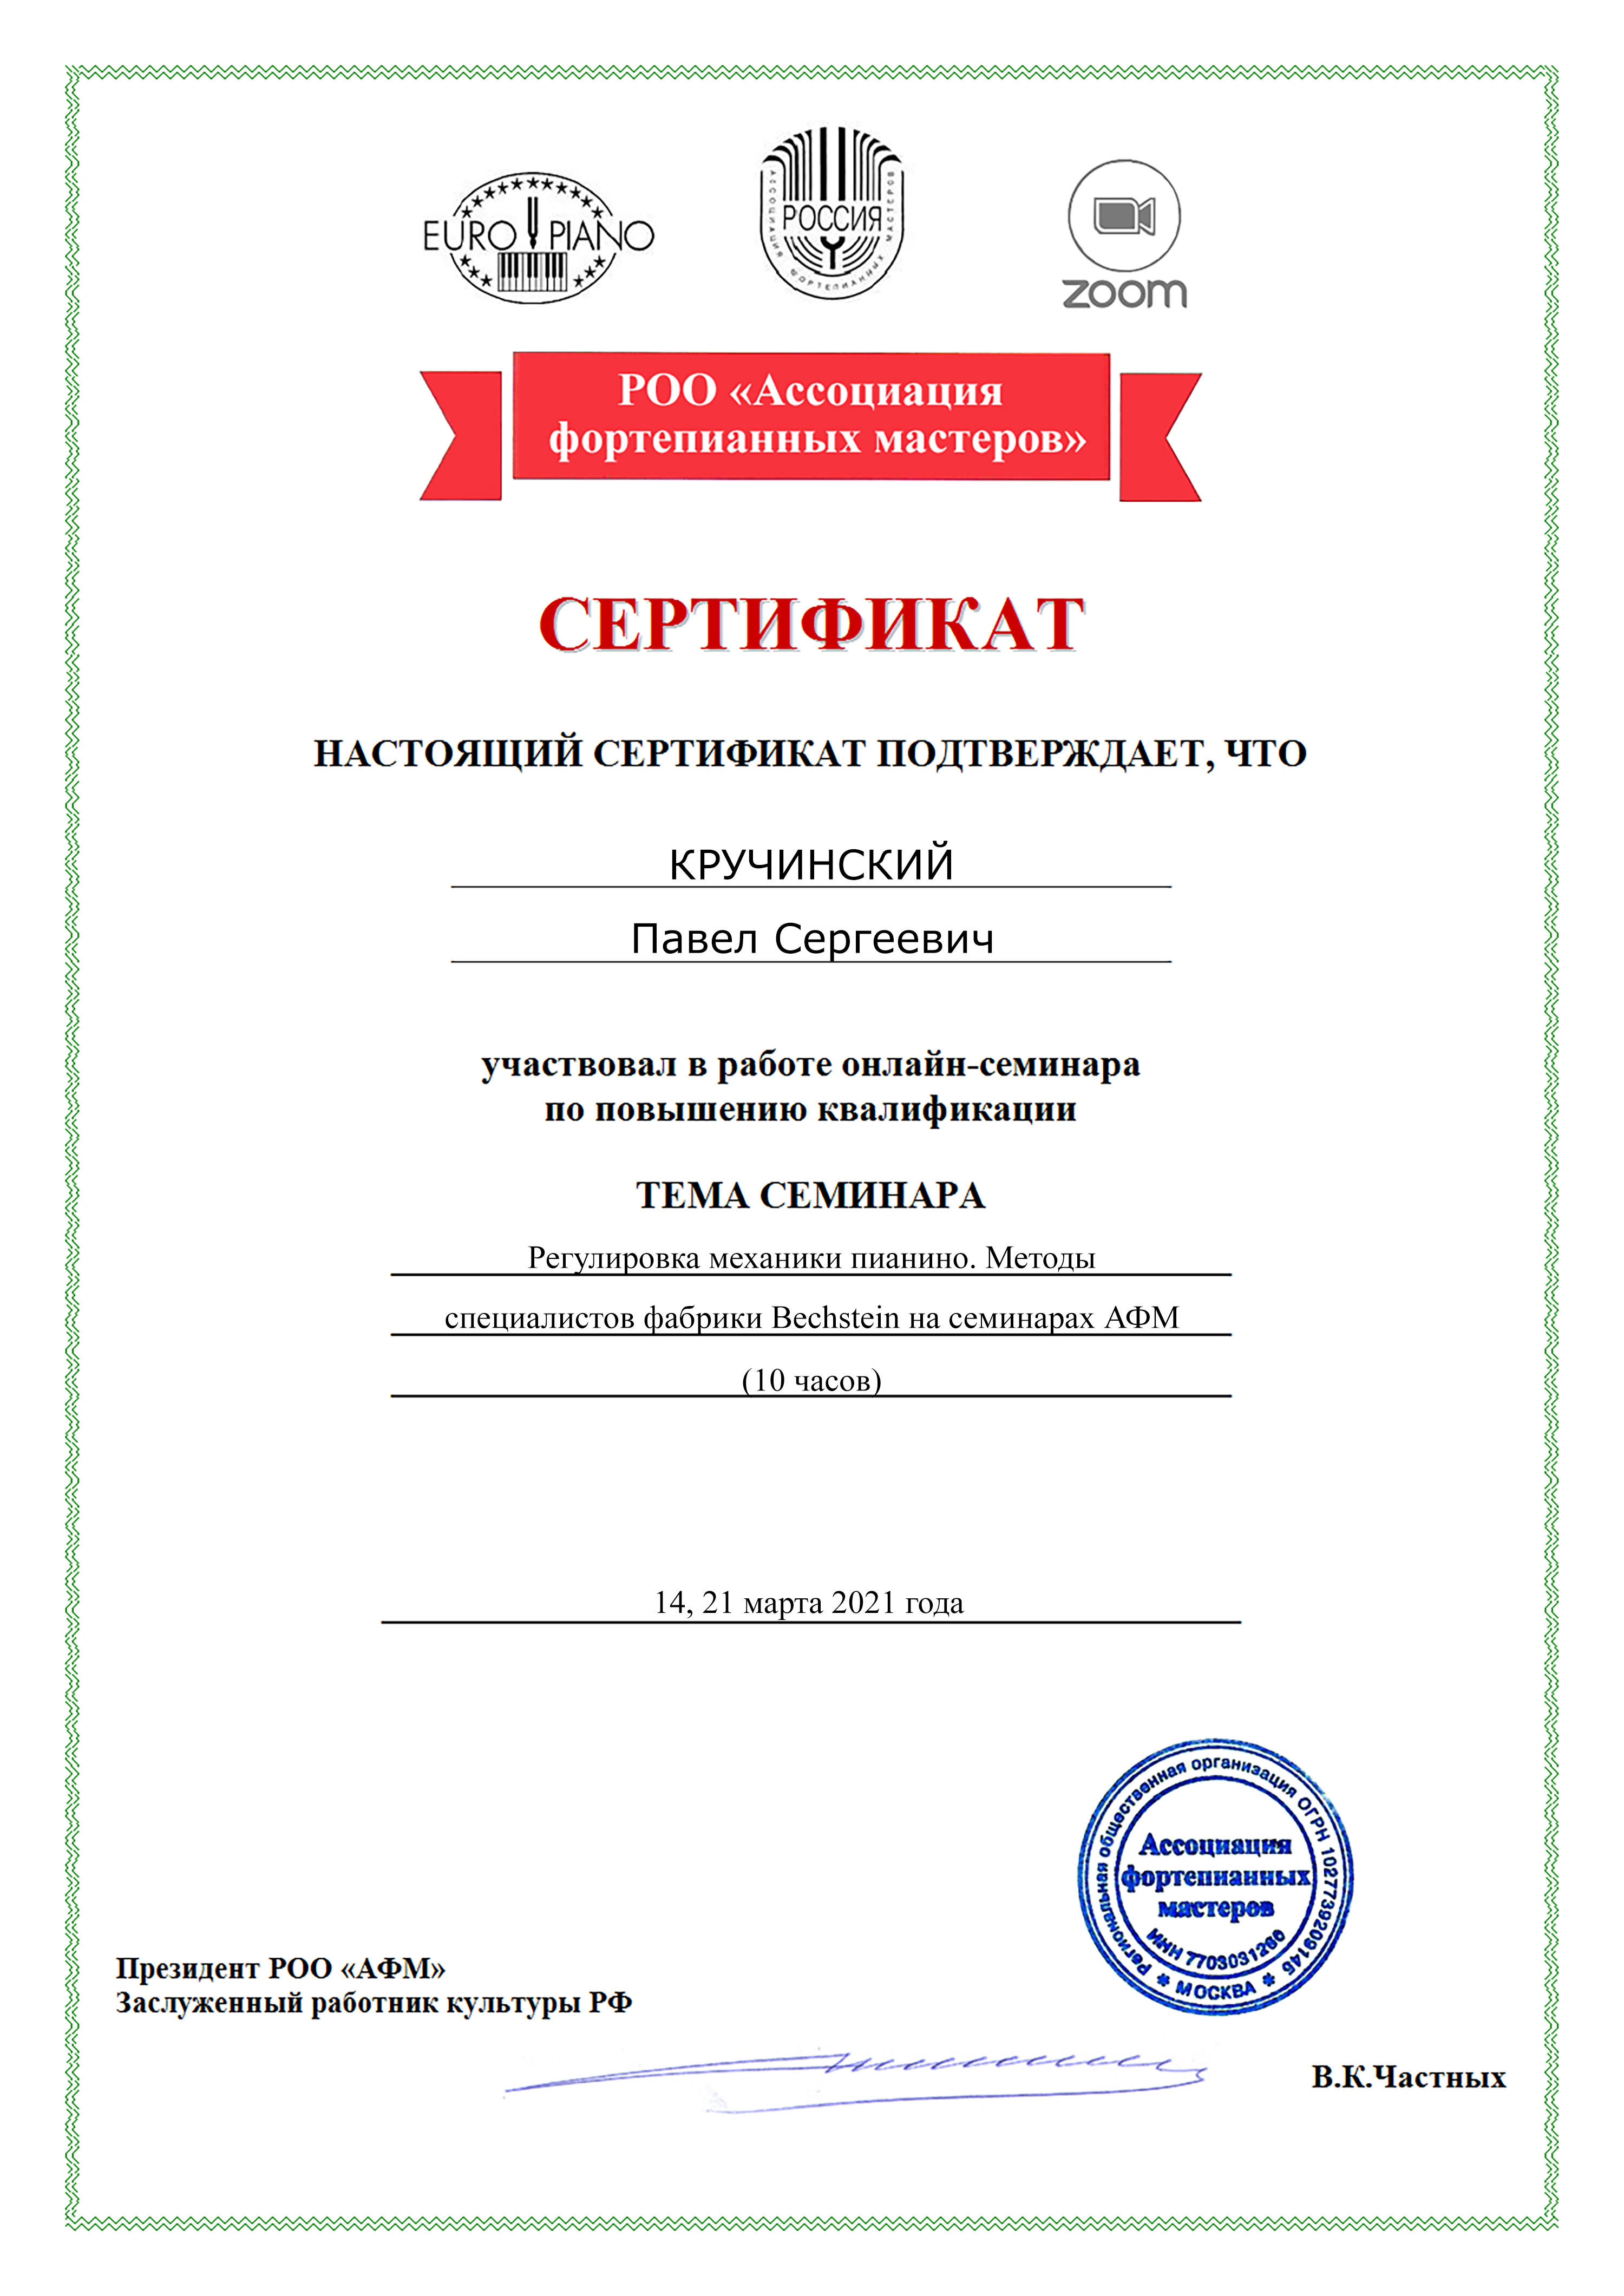 EURO PIANO
РОССИЯ
АССОЦИАЦИЯ ФОРТЕПИАННЫХ МАСТЕРОВ
zoom
РОО «Ассоциация
фортепианных мастеров»
СЕРТИФИКАТ
НАСТОЯЩИЙ СЕРТИФИКАТ ПОДТВЕРЖДАЕТ, ЧТО
КРУЧИНСКИЙ
Павел Сергеевич
участвовал в работе онлайн-семинара
по повышению квалификации
ТЕМА СЕМИНАРА
Регулировка механики пианино. Методы
специалистов фабрики Bechstein на семинарах АФМ
(10 часов)
14, 21 марта 2021 года
Региональная общественная организация ОГРН 1027739209145
Ассоциация
фортепианных
мастеров
ИНН 7703031260
* МОСКВА *
Президент РОО «АФМ»
Заслуженный работник культуры РФ
В.К.Частных